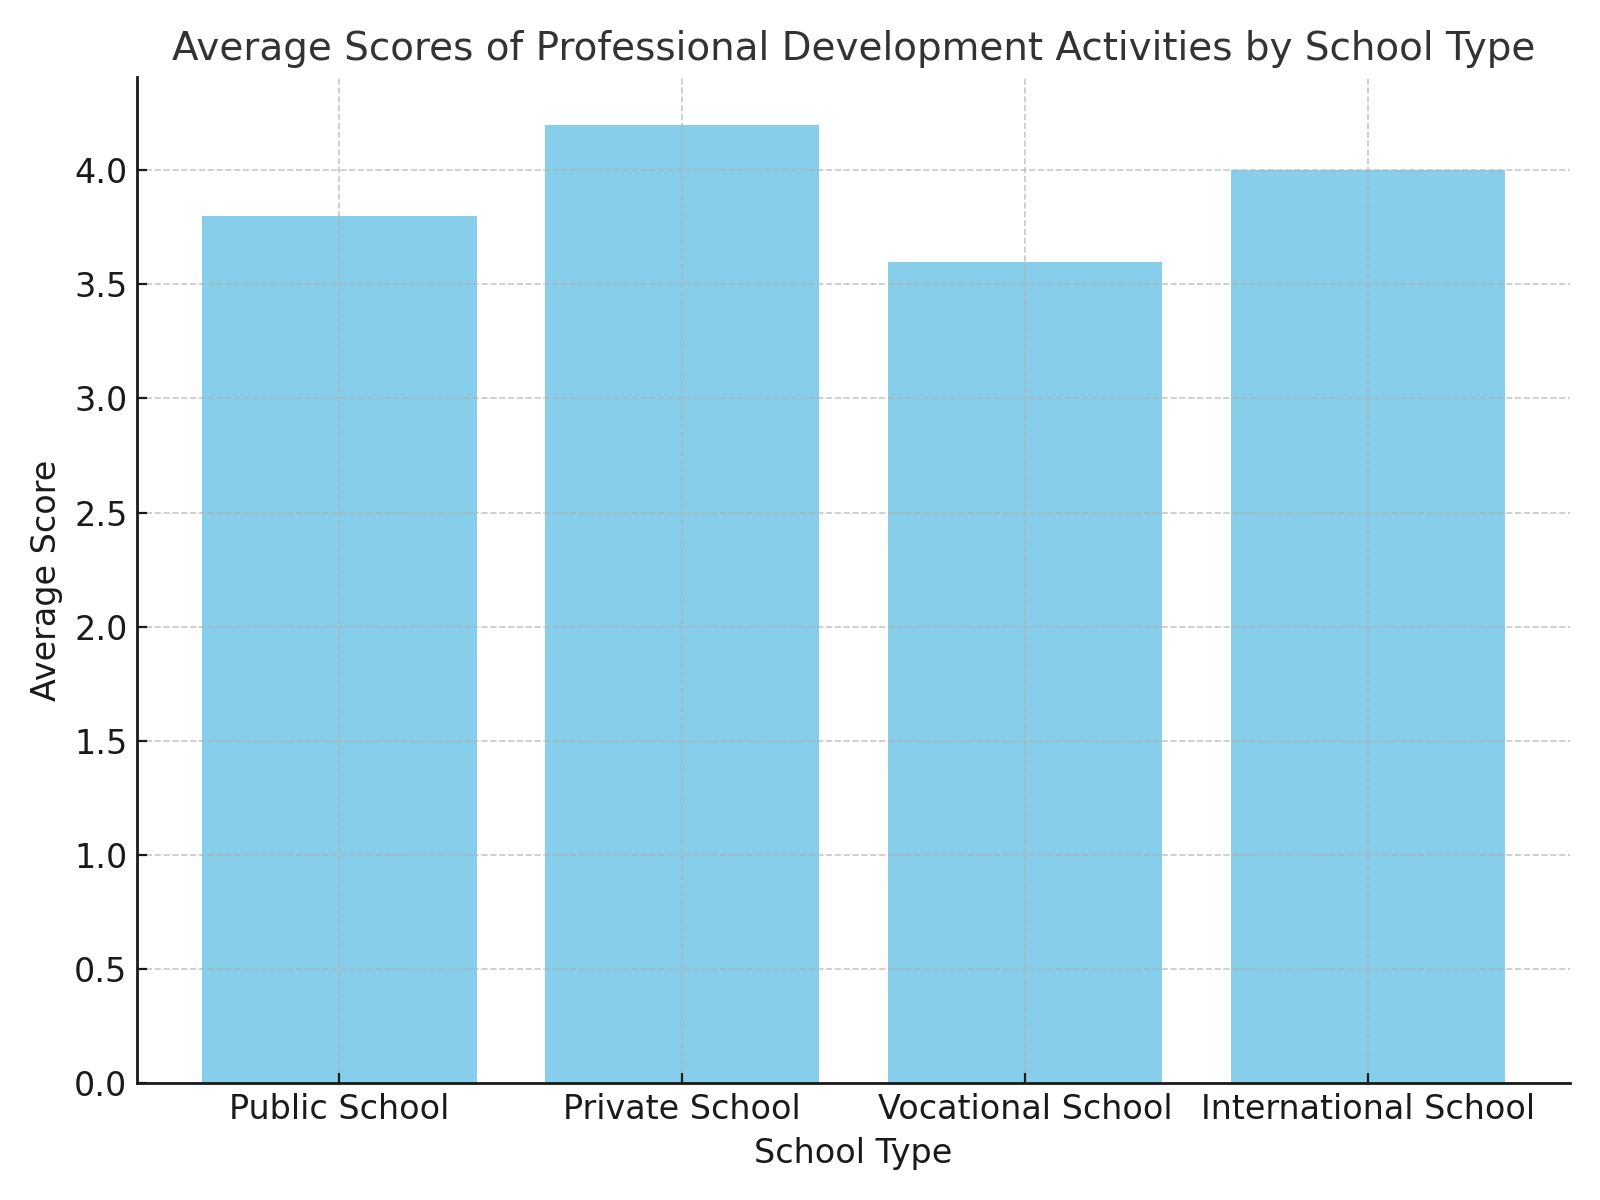 Average Scores of Professional Development Activities by School Type
Average Score
4.0
3.5
3.0
2.5
2.0
1.5
1.0
0.5
0.0
Public School
Private School
Vocational School
International School
School Type